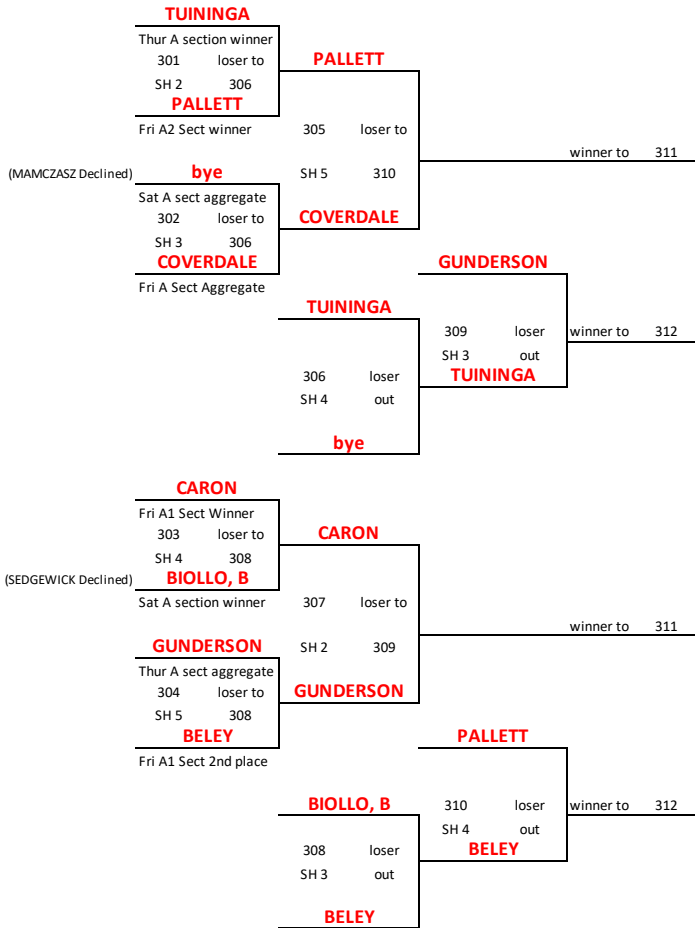 TUININGA
Thur A section winner
301 loser to
PALLETT
SH 2 306
PALLETT
Fri A2 Sect winner
305 loser to
winner to 311
(MAMCZASZ Declined) bye
SH 5 310
Sat A sect aggregate
302 loser to
COVERDALE
SH 3 306
COVERDALE
GUNDERSON
Fri A Sect Aggregate
TUININGA
309 loser
winner to 312
SH 3 out
306 loser
TUININGA
SH 4 out
bye
CARON
Fri A1 Sect Winner
303 loser to
CARON
SH 4 308
(SEDGEWICK Declined) BIOLLO, B
Sat A section winner
307 loser to
winner to 311
GUNDERSON
SH 2 309
Thur A sect aggregate
304 loser to
GUNDERSON
SH 5 308
BELEY
PALLETT
Fri A1 Sect 2nd place
BIOLLO, B
310 loser
winner to 312
SH 4 out
308 loser
BELEY
SH 3 out
BELEY